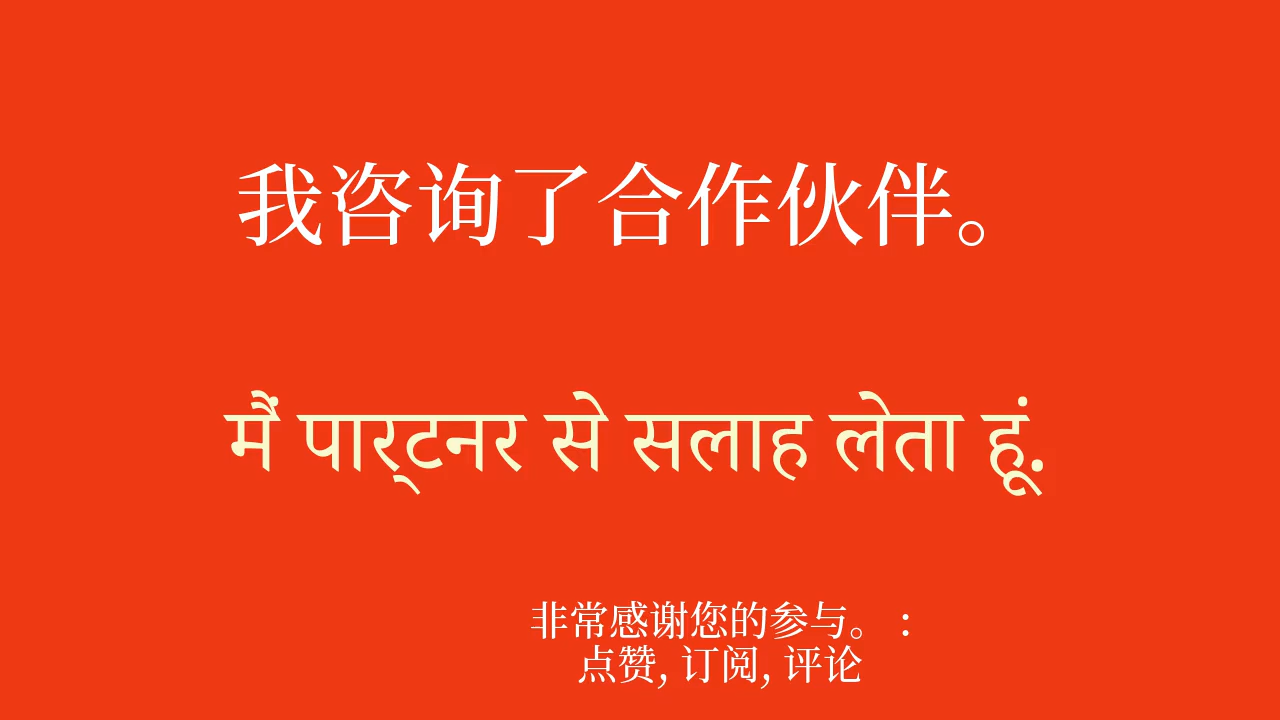 我咨询了合作伙伴。
मैं पार्टनर से सलाह लेता हूं.
非常感谢您的参与。 :
点赞, 订阅, 评论